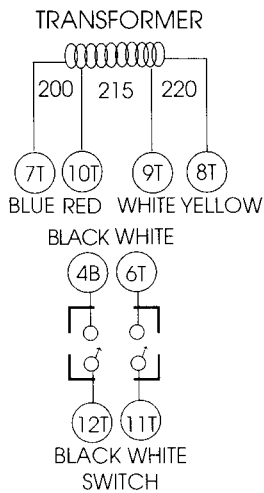 TRANSFORMER
200 215 220
7T 10T 9T 8T
BLUE RED WHITE YELLOW
BLACK WHITE
4B 6T
12T 11T
BLACK WHITE
SWITCH